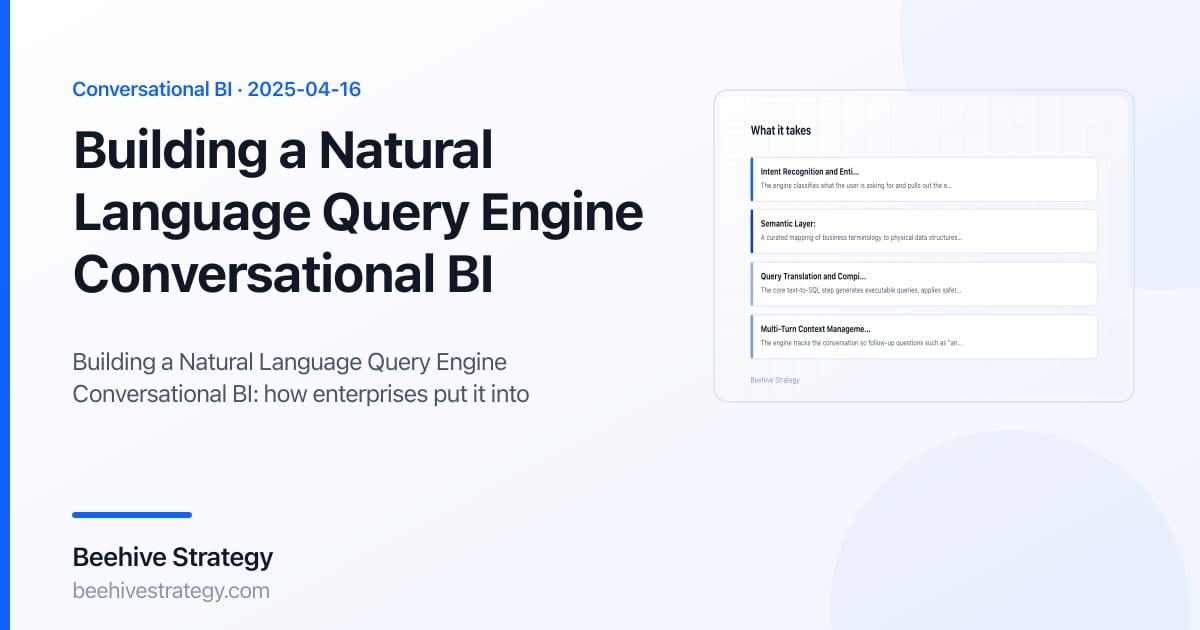 Conversational BI · 2025-04-16
Building a Natural
Language Query Engine
Conversational BI
Building a Natural Language Query Engine
Conversational BI: how enterprises put it into
Beehive Strategy
beehivestrategy.com
What it takes
Intent Recognition and Enti...
The engine classifies what the user is asking for and pulls out the e...
Semantic Layer:
A curated mapping of business terminology to physical data structures...
Query Translation and Compi...
The core text-to-SQL step generates executable queries, applies safet...
Multi-Turn Context Manageme...
The engine tracks the conversation so follow-up questions such as "an...
Beehive Strategy